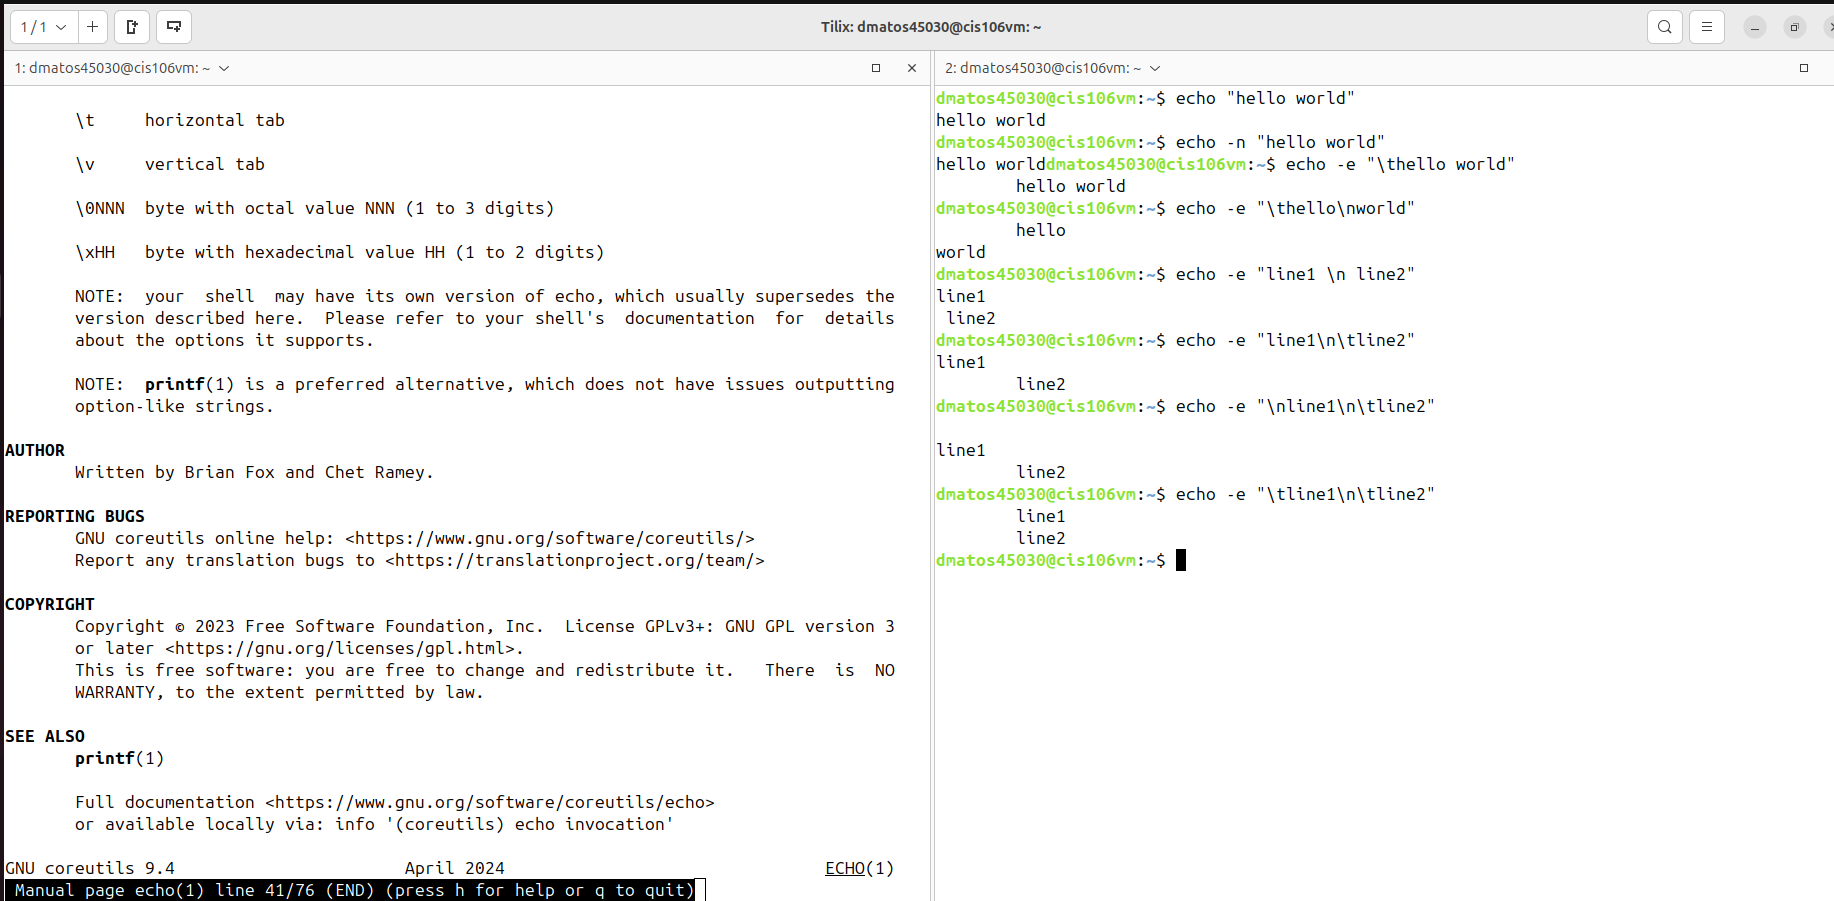 1 / 1
Tilix: dmatos45030@cis106vm: ~
1: dmatos45030@cis106vm: ~
\t     horizontal tab
\v     vertical tab
\0NNN  byte with octal value NNN (1 to 3 digits)
\xHH   byte with hexadecimal value HH (1 to 2 digits)
NOTE:  your  shell  may have its own version of echo, which usually supersedes the
version described here.  Please refer to your shell's  documentation  for  details
about the options it supports.
NOTE:  printf(1) is a preferred alternative, which does not have issues outputting
option-like strings.
AUTHOR
Written by Brian Fox and Chet Ramey.
REPORTING BUGS
GNU coreutils online help: <https://www.gnu.org/software/coreutils/>
Report any translation bugs to <https://translationproject.org/team/>
COPYRIGHT
Copyright © 2023 Free Software Foundation, Inc.  License GPLv3+: GNU GPL version 3
or later <https://gnu.org/licenses/gpl.html>.
This is free software: you are free to change and redistribute it.   There  is  NO
WARRANTY, to the extent permitted by law.
SEE ALSO
printf(1)
Full documentation <https://www.gnu.org/software/coreutils/echo>
or available locally via: info '(coreutils) echo invocation'
GNU coreutils 9.4                       April 2024                                ECHO(1)
Manual page echo(1) line 41/76 (END) (press h for help or q to quit)
2: dmatos45030@cis106vm: ~
dmatos45030@cis106vm:~$ echo "hello world"
hello world
dmatos45030@cis106vm:~$ echo -n "hello world"
hello worlddmatos45030@cis106vm:~$ echo -e "\thello world"
        hello world
dmatos45030@cis106vm:~$ echo -e "\thello\nworld"
        hello
world
dmatos45030@cis106vm:~$ echo -e "line1 \n line2"
line1
 line2
dmatos45030@cis106vm:~$ echo -e "line1\n\tline2"
line1
        line2
dmatos45030@cis106vm:~$ echo -e "\nline1\n\tline2"
line1
        line2
dmatos45030@cis106vm:~$ echo -e "\tline1\n\tline2"
        line1
        line2
dmatos45030@cis106vm:~$